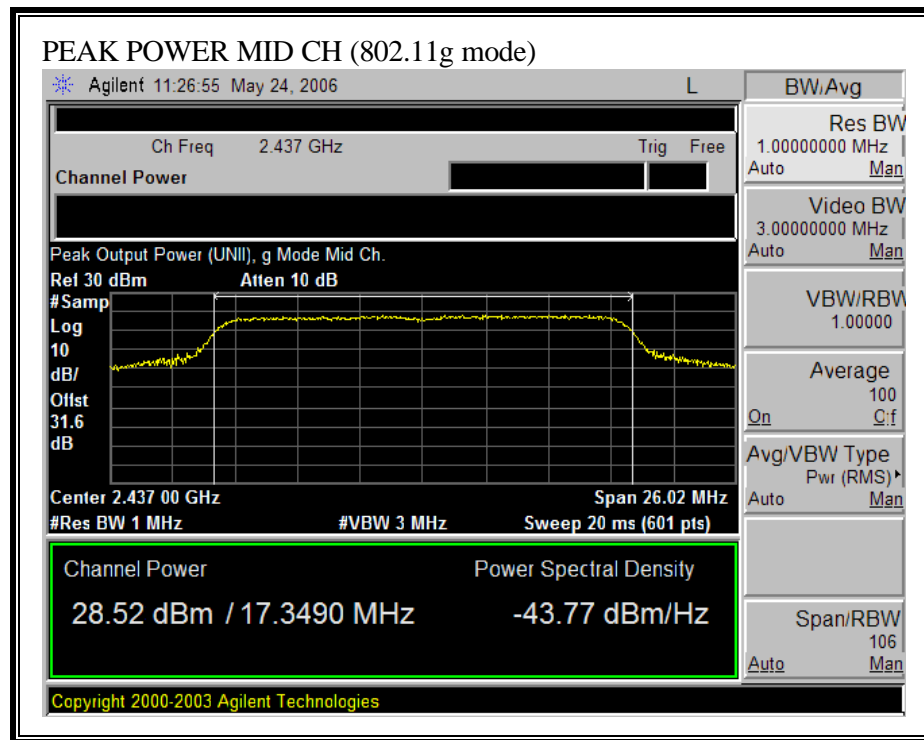 PEAK POWER MID CH (802.11g mode)
Agilent 11:26:55 May 24, 2006 L
Ch Freq 2.437 GHz Trig Free
Channel Power
Peak Output Power (UNII), g Mode Mid Ch.
Ref 30 dBm Atten 10 dB
#Samp
Log
10
dB/
Offst
31.6
dB
Center 2.437 00 GHz Span 26.02 MHz
#Res BW 1 MHz #VBW 3 MHz Sweep 20 ms (601 pts)
Channel Power Power Spectral Density
28.52 dBm / 17.3490 MHz -43.77 dBm/Hz
Copyright 2000-2003 Agilent Technologies
BW/Avg
Res BW
1.00000000 MHz
Auto Man
Video BW
3.00000000 MHz
Auto Man
VBW/RBW
1.00000
Average
100
On Off
Avg/VBW Type
Pwr (RMS)
Auto Man
Span/RBW
106
Auto Man